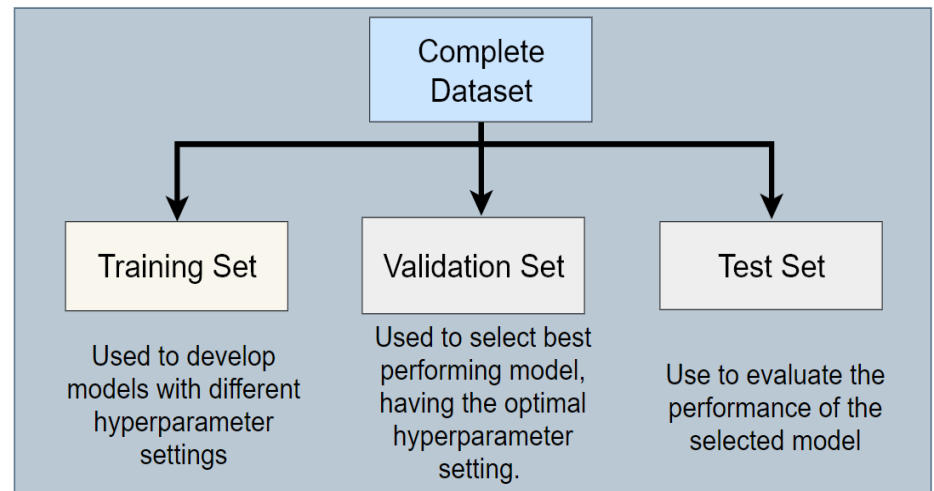 Complete
Dataset
Training Set
Validation Set
Test Set
Used to develop
models with different
hyperparameter
settings
Used to select best
performing model,
having the optimal
hyperparameter
setting.
Use to evaluate the
performance of the
selected model